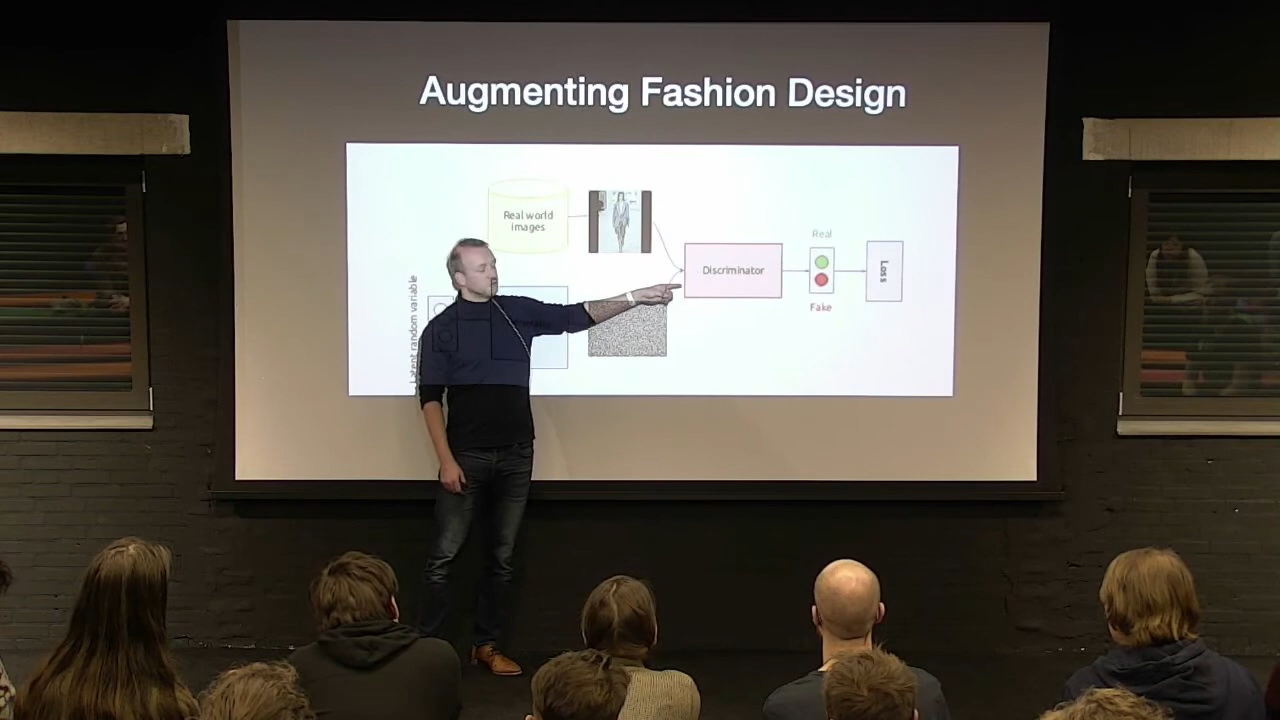 Augmenting Fashion Design
Real world
images
Real
Discriminator
Loss
Fake
Latent random variable